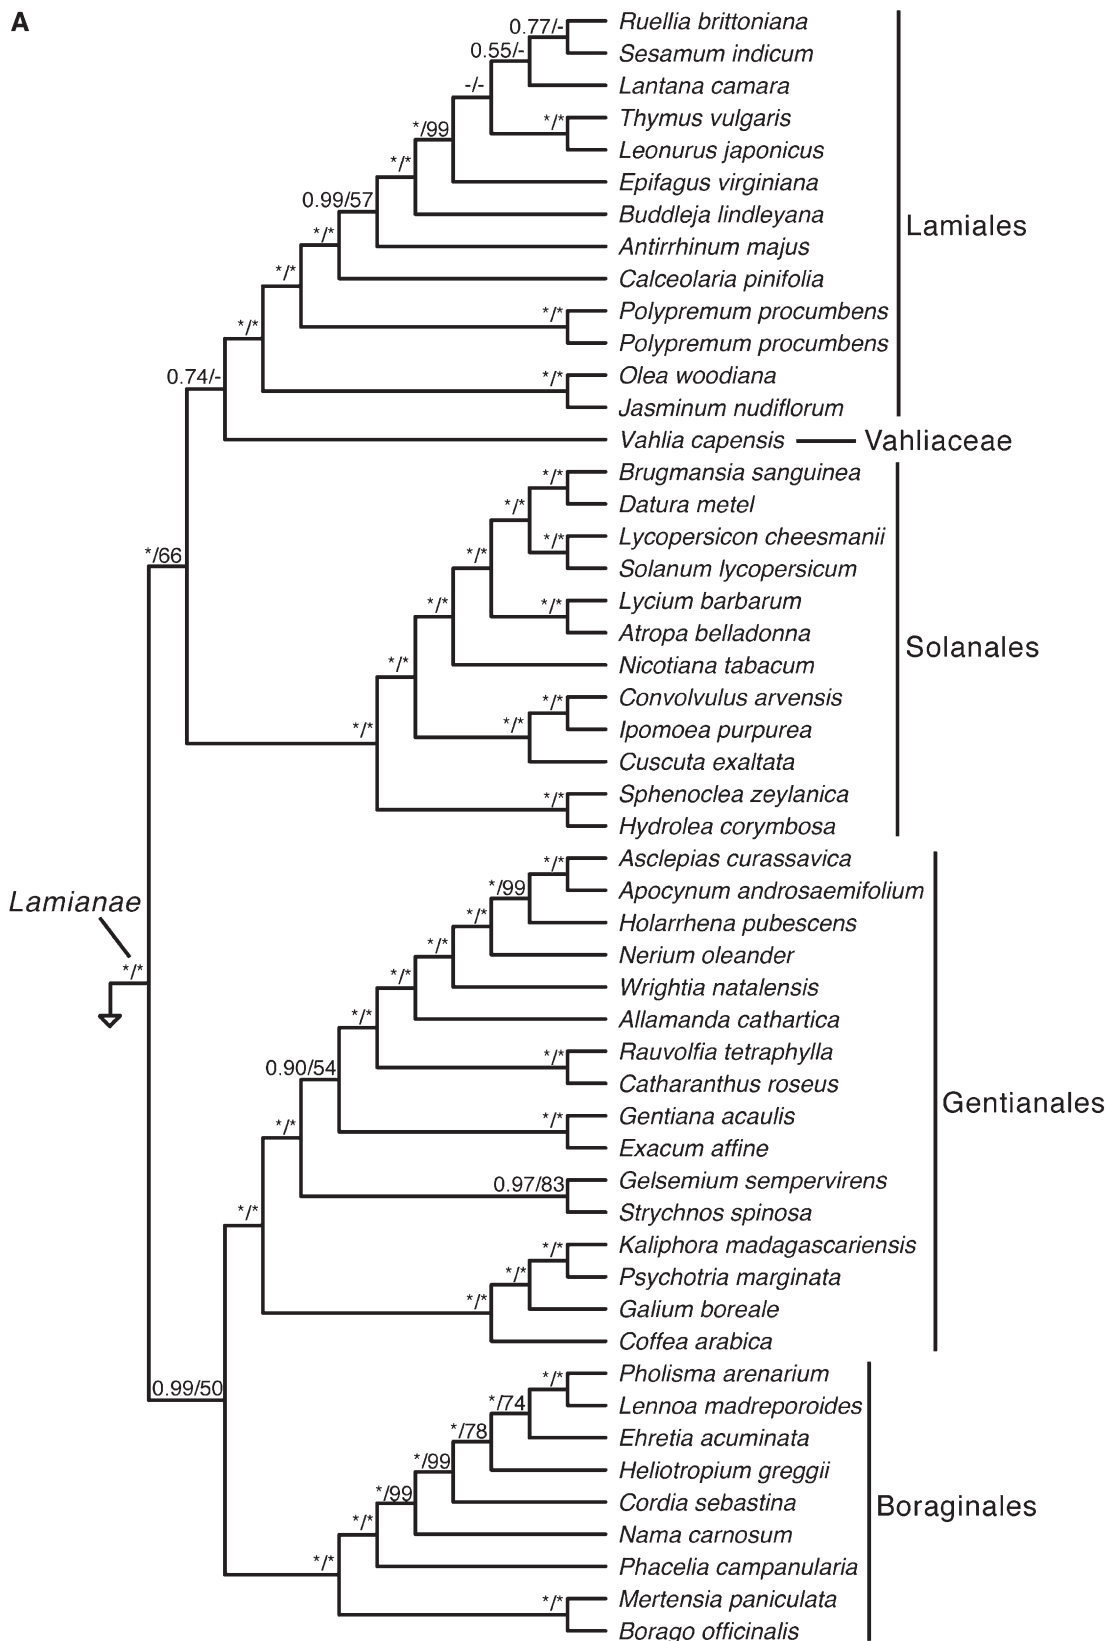 A
0.77/-
Ruellia brittoniana
0.55/-
Sesamum indicum
-/-
Lantana camara
*/*
Thymus vulgaris
*/99
Leonurus japonicus
*/*
Epifagus virginiana
0.99/57
Buddleja lindleyana
*/*
Antirrhinum majus
Lamiales
*/*
Calceolaria pinifolia
*/*
Polypremum procumbens
*/*
Polypremum procumbens
0.74/-
*/*
Olea woodiana
Jasminum nudiflorum
Vahlia capensis
Vahliaceae
*/*
Brugmansia sanguinea
*/*
Datura metel
*/*
Lycopersicon cheesmanii
*/66
*/*
Solanum lycopersicum
*/*
*/*
Lycium barbarum
Atropa belladonna
Solanales
*/*
Nicotiana tabacum
*/*
Convolvulus arvensis
*/*
*/*
Ipomoea purpurea
Cuscuta exaltata
*/*
Sphenoclea zeylanica
Hydrolea corymbosa
*/*
Asclepias curassavica
*/99
Apocynum androsaemifolium
Lamianae
*/*
Holarrhena pubescens
*/*
Nerium oleander
*/*
*/*
Wrightia natalensis
*/*
Allamanda cathartica
*/*
Rauvolfia tetraphylla
0.90/54
Catharanthus roseus
Gentianales
*/*
*/*
Gentiana acaulis
Exacum affine
0.97/83
Gelsemium sempervirens
*/*
Strychnos spinosa
*/*
Kaliphora madagascariensis
*/*
Psychotria marginata
*/*
Galium boreale
Coffea arabica
0.99/50
*/*
Pholisma arenarium
*/74
Lennoa madreporoides
*/78
Ehretia acuminata
*/99
Heliotropium greggii
*/99
Cordia sebastina
Boraginales
*/*
Nama carnosum
*/*
Phacelia campanularia
*/*
Mertensia paniculata
Borago officinalis